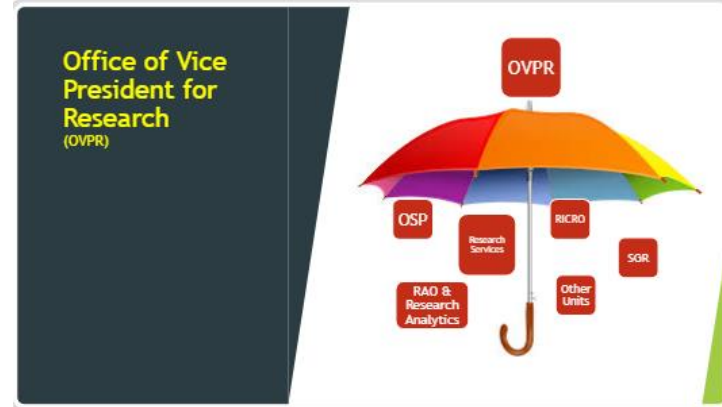 Office of Vice
President for
Research
(OVPR)
OVPR
OSP
Research
Services
RICRO
SGR
RAO &
Research
Analytics
Other
Units